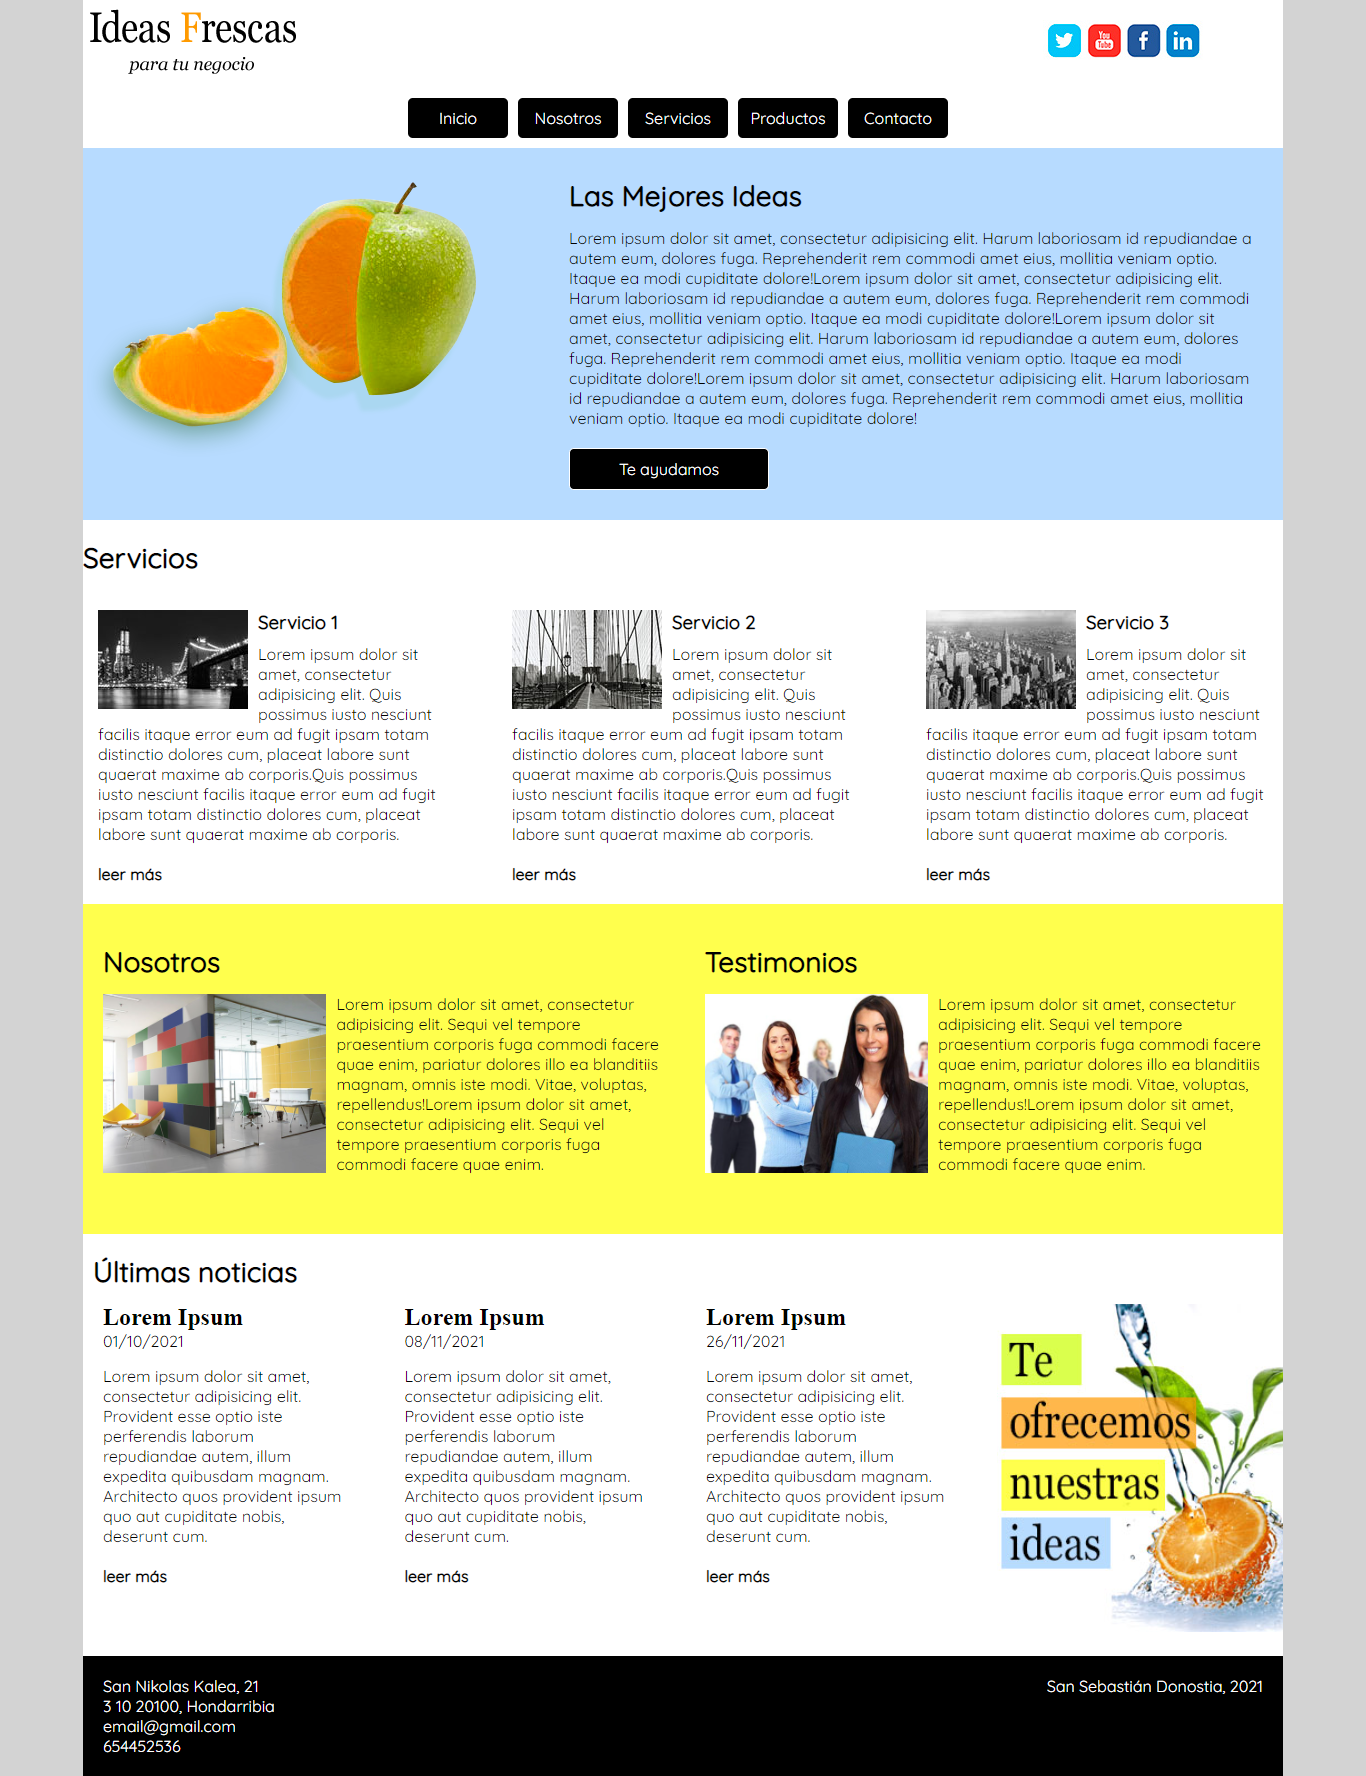 Ideas Frescas
para tu negocio
You
Tube
f
in
Inicio
Nosotros
Servicios
Productos
Contacto
Las Mejores Ideas
Lorem ipsum dolor sit amet, consectetur adipisicing elit. Harum laboriosam id repudiandae a
autem eum, dolores fuga. Reprehenderit rem commodi amet eius, mollitia veniam optio.
Itaque ea modi cupiditate dolore!Lorem ipsum dolor sit amet, consectetur adipisicing elit.
Harum laboriosam id repudiandae a autem eum, dolores fuga. Reprehenderit rem commodi
amet eius, mollitia veniam optio. Itaque ea modi cupiditate dolore!Lorem ipsum dolor sit
amet, consectetur adipisicing elit. Harum laboriosam id repudiandae a autem eum, dolores
fuga. Reprehenderit rem commodi amet eius, mollitia veniam optio. Itaque ea modi
cupiditate dolore!Lorem ipsum dolor sit amet, consectetur adipisicing elit. Harum laboriosam
id repudiandae a autem eum, dolores fuga. Reprehenderit rem commodi amet eius, mollitia
veniam optio. Itaque ea modi cupiditate dolore!
Te ayudamos
Servicios
Servicio 1
Lorem ipsum dolor sit
amet, consectetur
adipisicing elit. Quis
possimus iusto nesciunt
facilis itaque error eum ad fugit ipsam totam
distinctio dolores cum, placeat labore sunt
quaerat maxime ab corporis.Quis possimus
iusto nesciunt facilis itaque error eum ad fugit
ipsam totam distinctio dolores cum, placeat
labore sunt quaerat maxime ab corporis.
leer más
Servicio 2
Lorem ipsum dolor sit
amet, consectetur
adipisicing elit. Quis
possimus iusto nesciunt
facilis itaque error eum ad fugit ipsam totam
distinctio dolores cum, placeat labore sunt
quaerat maxime ab corporis.Quis possimus
iusto nesciunt facilis itaque error eum ad fugit
ipsam totam distinctio dolores cum, placeat
labore sunt quaerat maxime ab corporis.
leer más
Servicio 3
Lorem ipsum dolor sit
amet, consectetur
adipisicing elit. Quis
possimus iusto nesciunt
facilis itaque error eum ad fugit ipsam totam
distinctio dolores cum, placeat labore sunt
quaerat maxime ab corporis.Quis possimus
iusto nesciunt facilis itaque error eum ad fugit
ipsam totam distinctio dolores cum, placeat
labore sunt quaerat maxime ab corporis.
leer más
Nosotros
Lorem ipsum dolor sit amet, consectetur
adipisicing elit. Sequi vel tempore
praesentium corporis fuga commodi facere
quae enim, pariatur dolores illo ea blanditiis
magnam, omnis iste modi. Vitae, voluptas,
repellendus!Lorem ipsum dolor sit amet,
consectetur adipisicing elit. Sequi vel
tempore praesentium corporis fuga
commodi facere quae enim.
Testimonios
Lorem ipsum dolor sit amet, consectetur
adipisicing elit. Sequi vel tempore
praesentium corporis fuga commodi facere
quae enim, pariatur dolores illo ea blanditiis
magnam, omnis iste modi. Vitae, voluptas,
repellendus!Lorem ipsum dolor sit amet,
consectetur adipisicing elit. Sequi vel
tempore praesentium corporis fuga
commodi facere quae enim.
Últimas noticias
Lorem Ipsum
01/10/2021
Lorem ipsum dolor sit amet,
consectetur adipisicing elit.
Provident esse optio iste
perferendis laborum
repudiandae autem, illum
expedita quibusdam magnam.
Architecto quos provident ipsum
quo aut cupiditate nobis,
deserunt cum.
leer más
Lorem Ipsum
08/11/2021
Lorem ipsum dolor sit amet,
consectetur adipisicing elit.
Provident esse optio iste
perferendis laborum
repudiandae autem, illum
expedita quibusdam magnam.
Architecto quos provident ipsum
quo aut cupiditate nobis,
deserunt cum.
leer más
Lorem Ipsum
26/11/2021
Lorem ipsum dolor sit amet,
consectetur adipisicing elit.
Provident esse optio iste
perferendis laborum
repudiandae autem, illum
expedita quibusdam magnam.
Architecto quos provident ipsum
quo aut cupiditate nobis,
deserunt cum.
leer más
Te
ofrecemos
nuestras
ideas
San Nikolas Kalea, 21
3 10 20100, Hondarribia
email@gmail.com
654452536
San Sebastián Donostia, 2021